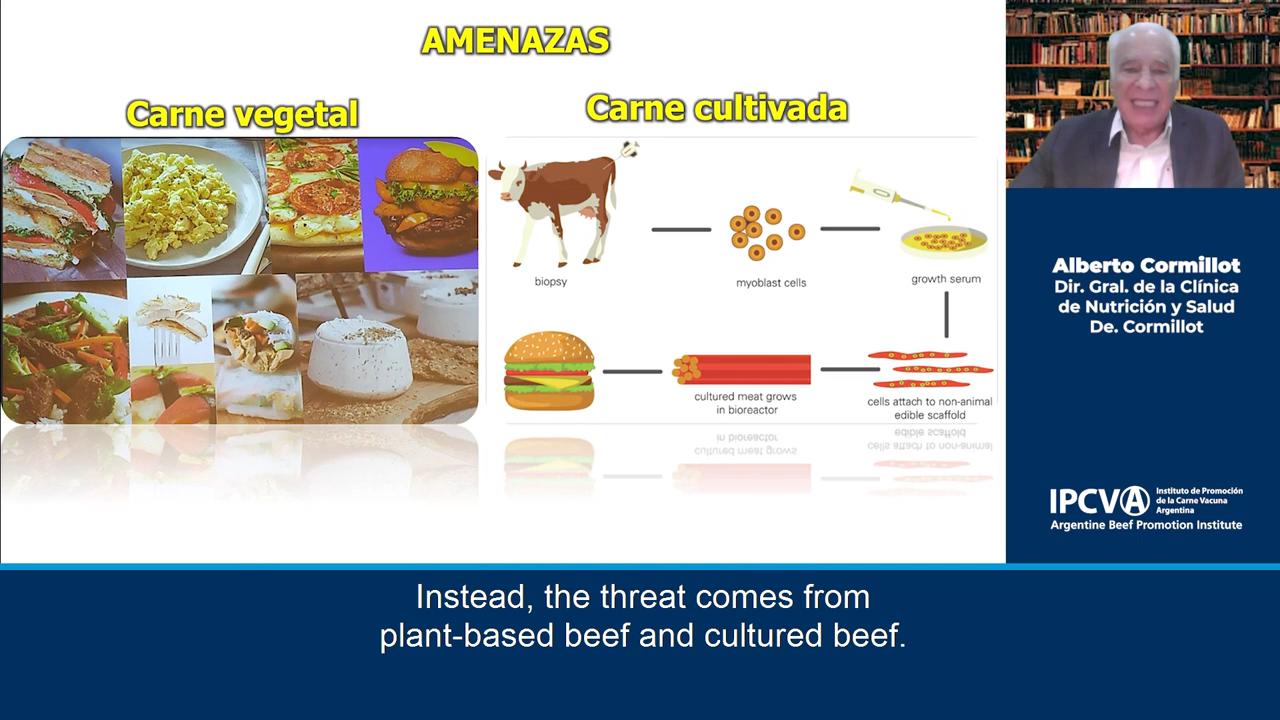 AMENAZAS
Carne vegetal
Carne cultivada
biopsy
myoblast cells
growth serum
cells attach to non-animal
edible scaffold
cultured meat grows
in bioreactor
Alberto Cormillot
Dir. Gral. de la Clínica
de Nutrición y Salud
De. Cormillot
IPCVA
Instituto de Promoción
de la Carne Vacuna
Argentina
Argentine Beef Promotion Institute
Instead, the threat comes from
plant-based beef and cultured beef.